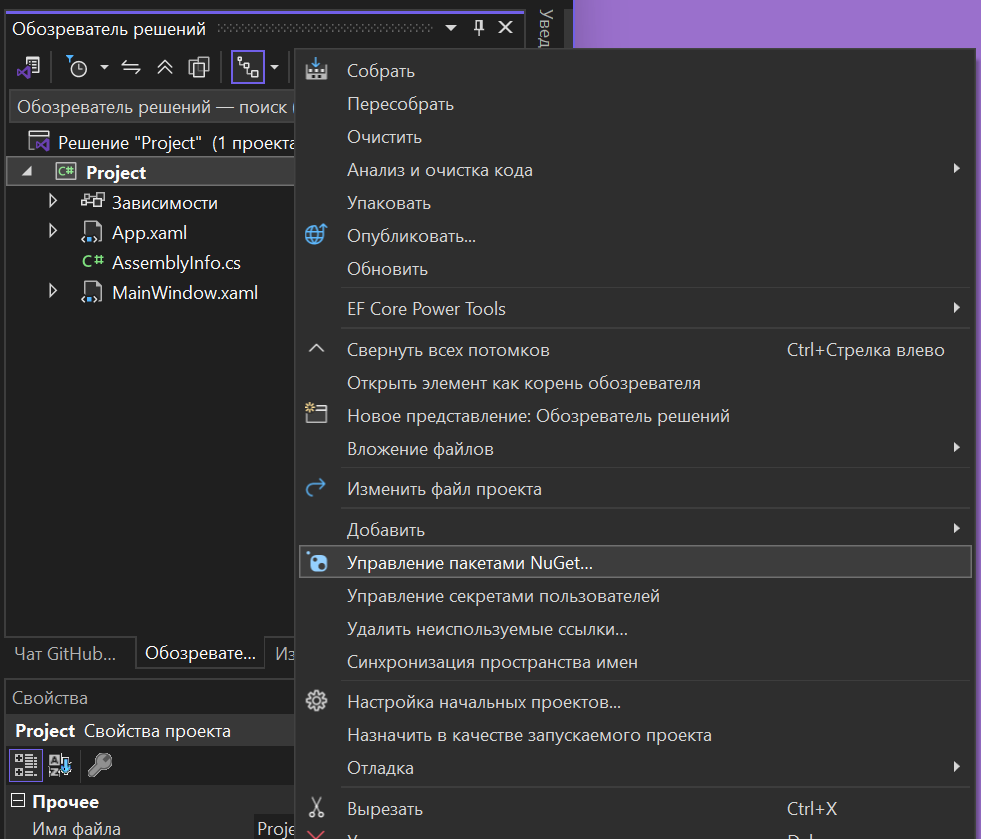 Обозреватель решений
Увед
Обозреватель решений — поиск (
Решение "Project" (1 проекта
C# Project
Зависимости
App.xaml
C# AssemblyInfo.cs
MainWindow.xaml
Чат GitHub...
Обозревате...
Из
Свойства
Project Свойства проекта
Прочее
Имя файла
Proje
Собрать
Пересобрать
Очистить
Анализ и очистка кода
Упаковать
Опубликовать...
Обновить
EF Core Power Tools
Свернуть всех потомков Ctrl+Стрелка влево
Открыть элемент как корень обозревателя
Новое представление: Обозреватель решений
Вложение файлов
Изменить файл проекта
Добавить
Управление пакетами NuGet...
Управление секретами пользователей
Удалить неиспользуемые ссылки...
Синхронизация пространства имен
Настройка начальных проектов...
Назначить в качестве запускаемого проекта
Отладка
Вырезать Ctrl+X